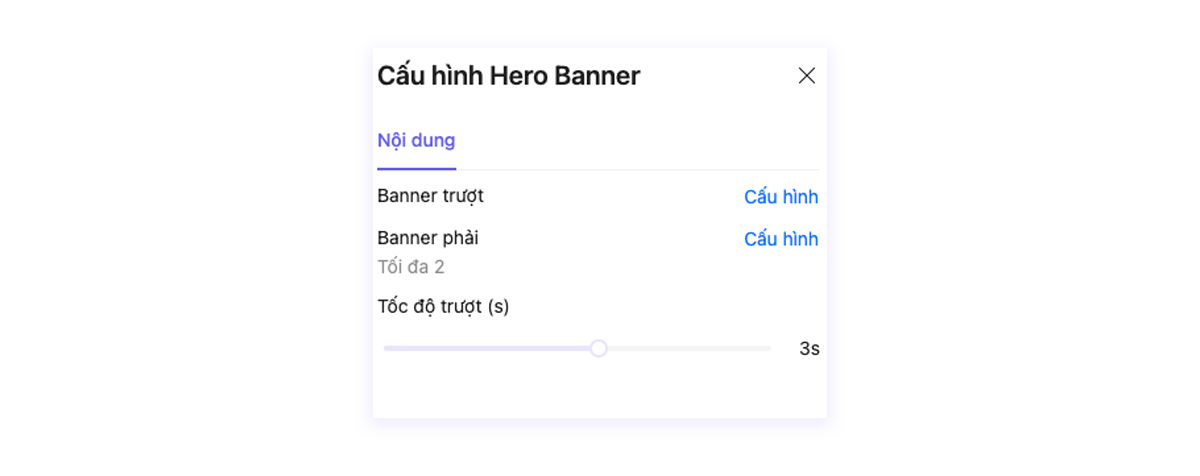 Cấu hình Hero Banner
Nội dung
Banner trượt Cấu hình
Banner phải Cấu hình
Tối đa 2
Tốc độ trượt (s)
3s